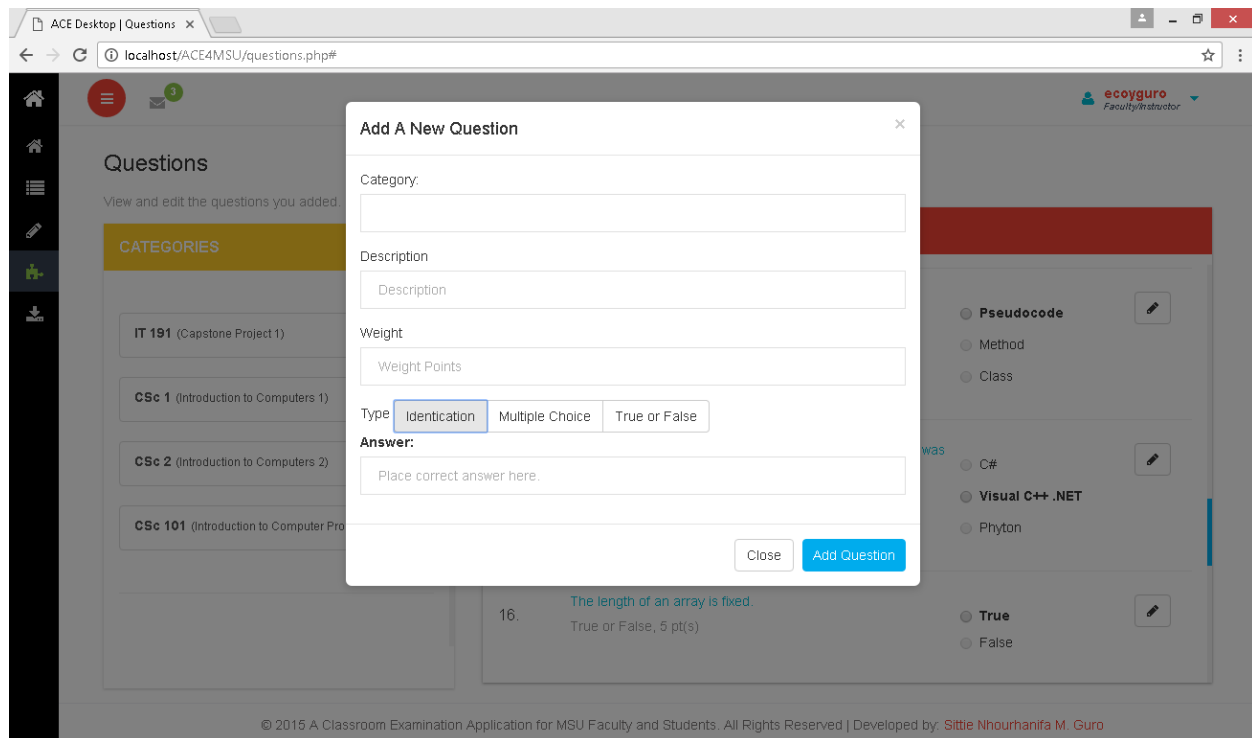 ACE Desktop | Questions
localhost/ACE4MSU/questions.php#
3
ecoyguro
Faculty/Instructor
Questions
View and edit the questions you added.
CATEGORIES
IT 191 (Capstone Project 1)
CSc 1 (Introduction to Computers 1)
CSc 2 (Introduction to Computers 2)
CSc 101 (Introduction to Computer Pro
Add A New Question
Category:
Description
Description
Weight
Weight Points
Type Identication Multiple Choice True or False
Answer:
Place correct answer here.
Close Add Question
Pseudocode
Method
Class
was
C#
Visual C++ .NET
Phyton
16. The length of an array is fixed.
True or False, 5 pt(s)
True
False
© 2015 A Classroom Examination Application for MSU Faculty and Students. All Rights Reserved | Developed by: Sittie Nhourhanifa M. Guro